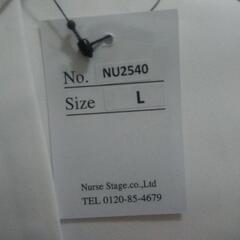 No. NU2540
Size L
Nurse Stage.co.,Ltd
TEL 0120-85-4679